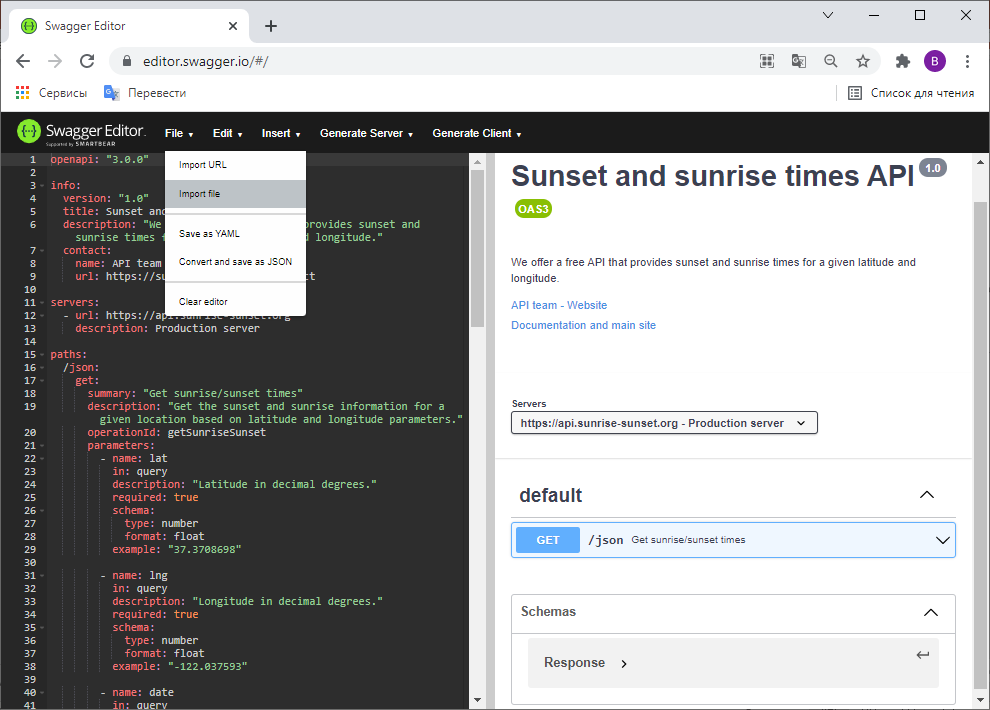 Swagger Editor
editor.swagger.io/#/
B
Сервисы
Перевести
Список для чтения
Swagger Editor.
Supported by SMARTBEAR
File
Edit
Insert
Generate Server
Generate Client
Import URL
Import file
Save as YAML
Convert and save as JSON
Clear editor
1 openapi: "3.0.0"
2
3 info:
4 version: "1.0"
5 title: Sunset and
6 description: "We provides sunset and
sunrise times f d longitude."
7 contact:
8 name: API team
9 url: https://su ct
10
11 servers:
12 - url: https://api.sunrise-sunset.org
13 description: Production server
14
15 paths:
16 /json:
17 get:
18 summary: "Get sunrise/sunset times"
19 description: "Get the sunset and sunrise information for a
given location based on latitude and longitude parameters."
20 operationId: getSunriseSunset
21 parameters:
22 - name: lat
23 in: query
24 description: "Latitude in decimal degrees."
25 required: true
26 schema:
27 type: number
28 format: float
29 example: "37.3708698"
30
31 - name: lng
32 in: query
33 description: "Longitude in decimal degrees."
34 required: true
35 schema:
36 type: number
37 format: float
38 example: "-122.037593"
39
40 - name: date
41 in: query
Sunset and sunrise times API 1.0
OAS3
We offer a free API that provides sunset and sunrise times for a given latitude and
longitude.
API team - Website
Documentation and main site
Servers
https://api.sunrise-sunset.org - Production server
default
GET /json Get sunrise/sunset times
Schemas
Response